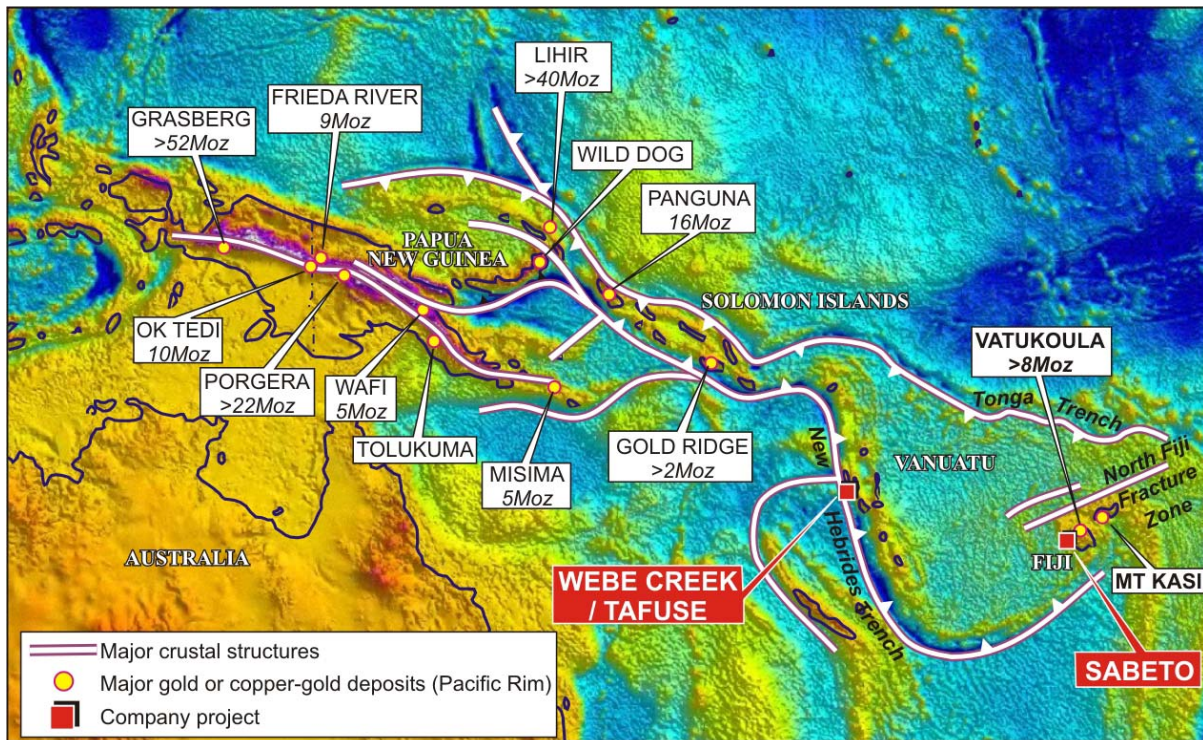 LIHIR
>40Moz
FRIEDA RIVER
9Moz
GRASBERG
>52Moz
WILD DOG
PANGUNA
16Moz
PAPUA
NEW GUINEA
SOLOMON ISLANDS
OK TEDI
10Moz
PORGERA
>22Moz
WAFI
5Moz
TOLUKUMA
MISIMA
5Moz
GOLD RIDGE
>2Moz
VATUKOULA
>8Moz
Tonga Trench
New Hebrides Trench
VANUATU
North Fiji
Fracture
Zone
FIJI
MT KASI
AUSTRALIA
WEBE CREEK
/ TAFUSE
SABETO
Major crustal structures
Major gold or copper-gold deposits (Pacific Rim)
Company project